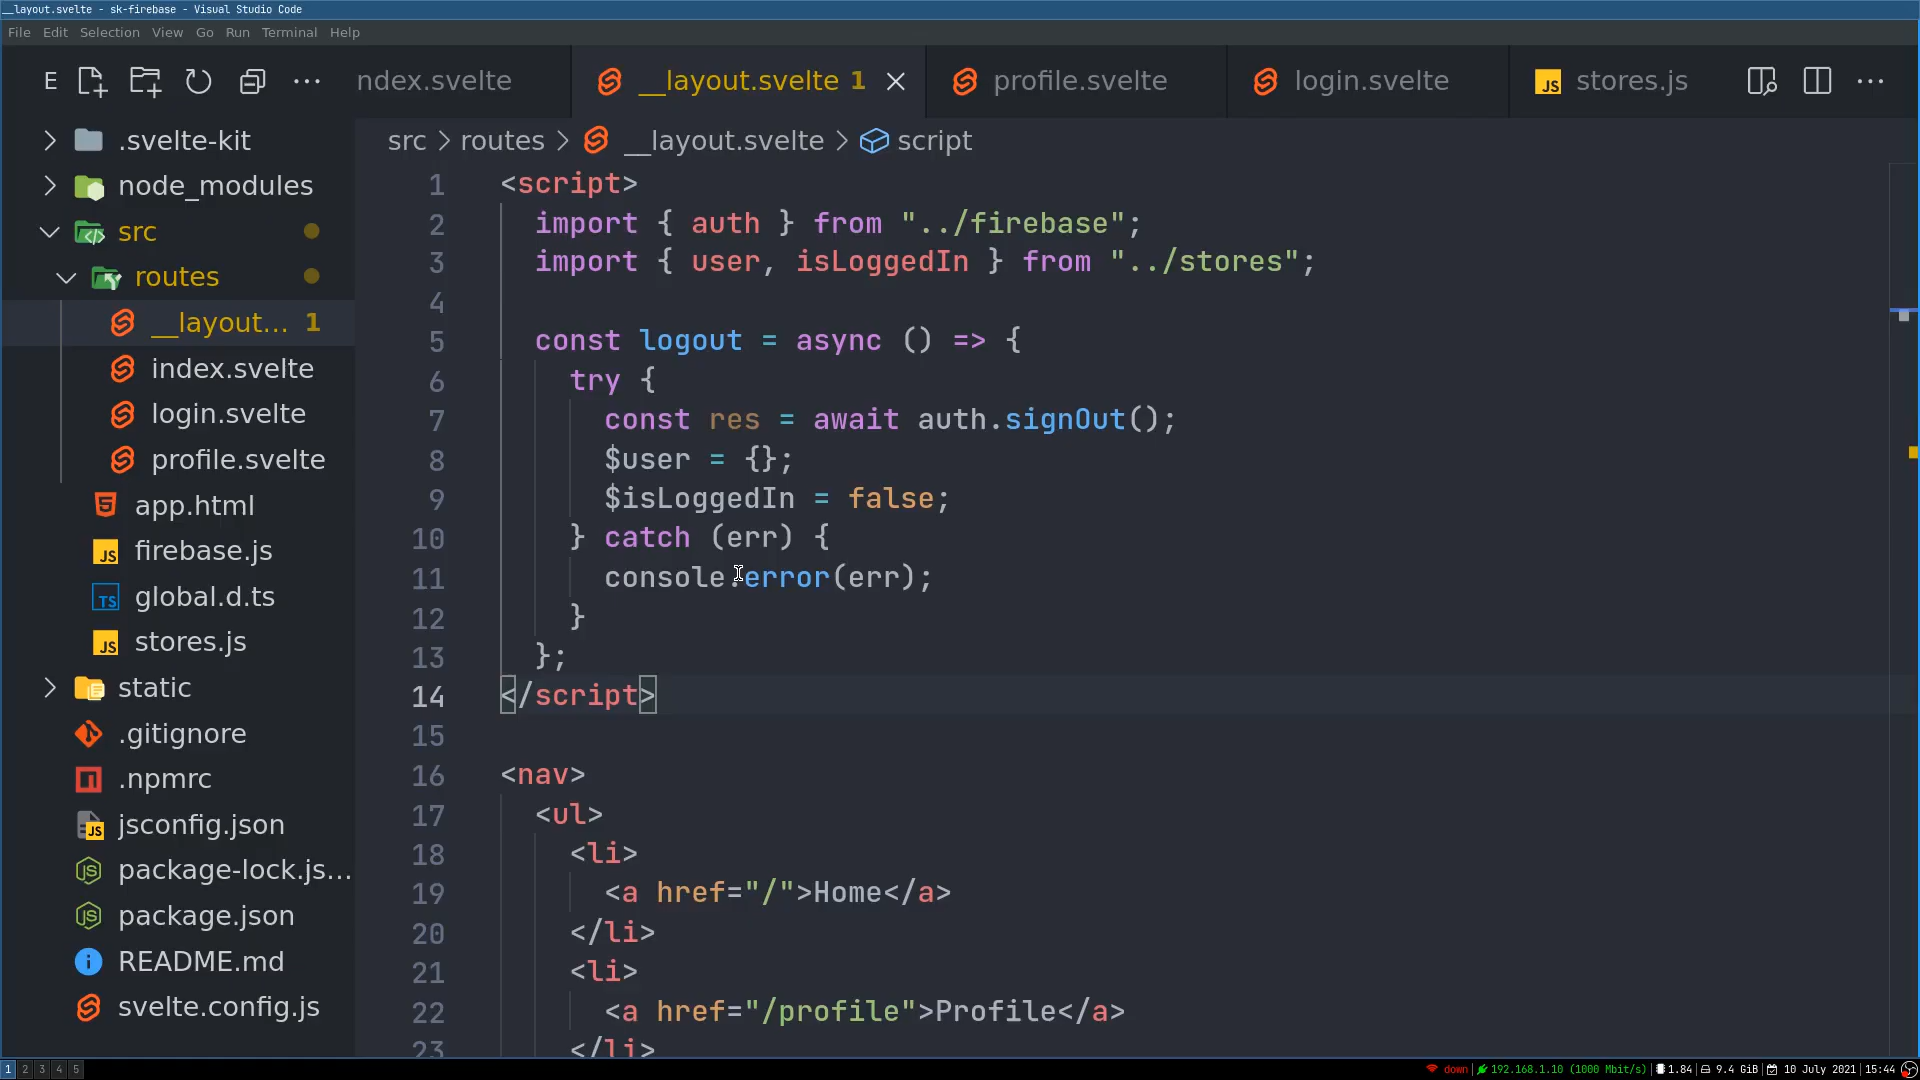 __layout.svelte - sk-firebase - Visual Studio Code
File Edit Selection View Go Run Terminal Help
E ndex.svelte __layout.svelte 1 profile.svelte login.svelte JS stores.js
.svelte-kit
node_modules
src
routes
__layout... 1
index.svelte
login.svelte
profile.svelte
app.html
JS firebase.js
TS global.d.ts
JS stores.js
static
.gitignore
.npmrc
JS jsconfig.json
package-lock.js...
package.json
README.md
svelte.config.js
src > routes > __layout.svelte > script
1 <script>
2 import { auth } from "../firebase";
3 import { user, isLoggedIn } from "../stores";
4
5 const logout = async () => {
6 try {
7 const res = await auth.signOut();
8 $user = {};
9 $isLoggedIn = false;
10 } catch (err) {
11 console.error(err);
12 }
13 };
14 </script>
15
16 <nav>
17 <ul>
18 <li>
19 <a href="/">Home</a>
20 </li>
21 <li>
22 <a href="/profile">Profile</a>
23 </li>
1 2 3 4 5 down | 192.168.1.10 (1000 Mbit/s) | 1.84 | 9.4 GiB | 10 July 2021 | 15:44